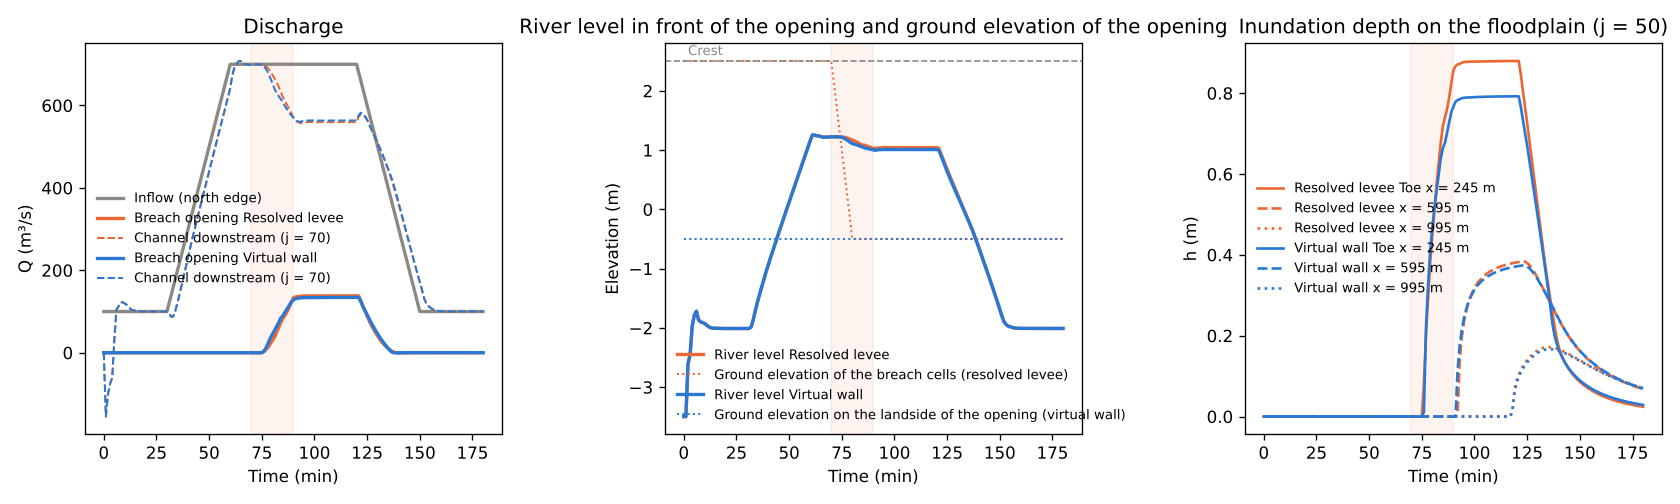 Discharge
Q (m³/s)
600
400
200
0
Inflow (north edge)
Breach opening Resolved levee
Channel downstream (j = 70)
Breach opening Virtual wall
Channel downstream (j = 70)
0 25 50 75 100 125 150 175
Time (min)
River level in front of the opening and ground elevation of the opening
Elevation (m)
Crest
2
1
0
−1
−2
−3
River level Resolved levee
Ground elevation of the breach cells (resolved levee)
River level Virtual wall
Ground elevation on the landside of the opening (virtual wall)
0 25 50 75 100 125 150 175
Time (min)
Inundation depth on the floodplain (j = 50)
h (m)
0.8
0.6
0.4
0.2
0.0
Resolved levee Toe x = 245 m
Resolved levee x = 595 m
Resolved levee x = 995 m
Virtual wall Toe x = 245 m
Virtual wall x = 595 m
Virtual wall x = 995 m
0 25 50 75 100 125 150 175
Time (min)